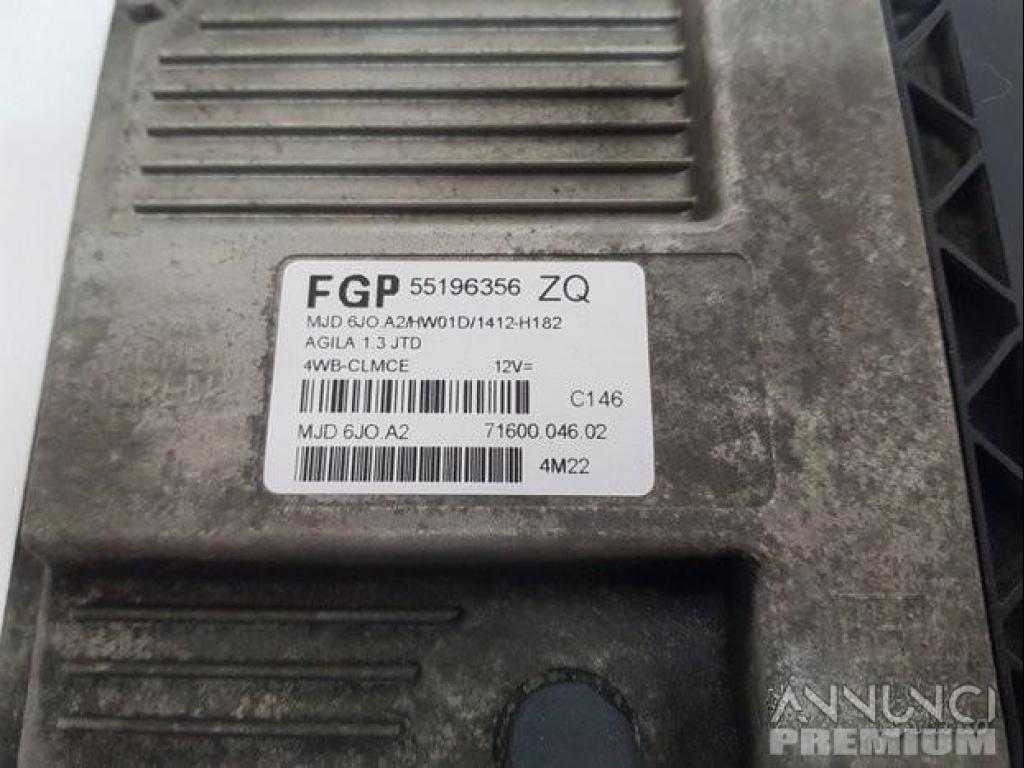 FGP 55196356 ZQ
MJD 6JO.A2/HW01D/1412-H182
AGILA 1.3 JTD
4WB-CLMCE 12V=
C146
MJD 6JO.A2 71600.046.02
4M22
ANNUNCI
PREMIUM